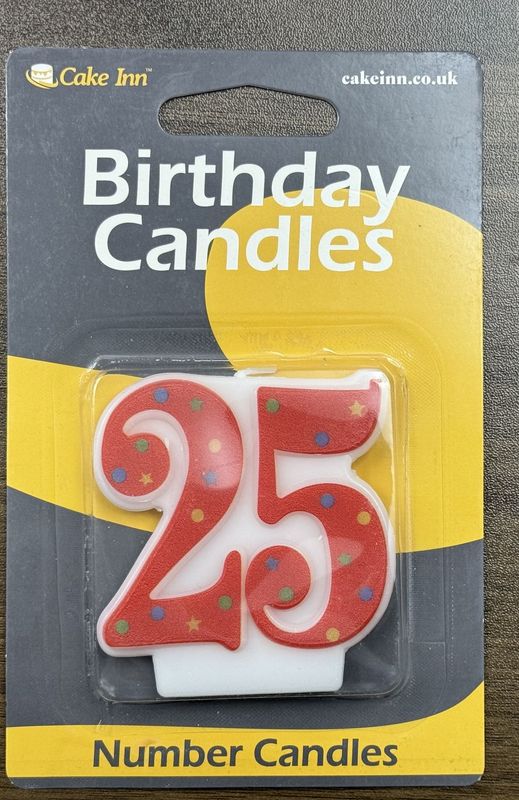 Cake Inn™
cakeinn.co.uk
Birthday
Candles
25
Number Candles